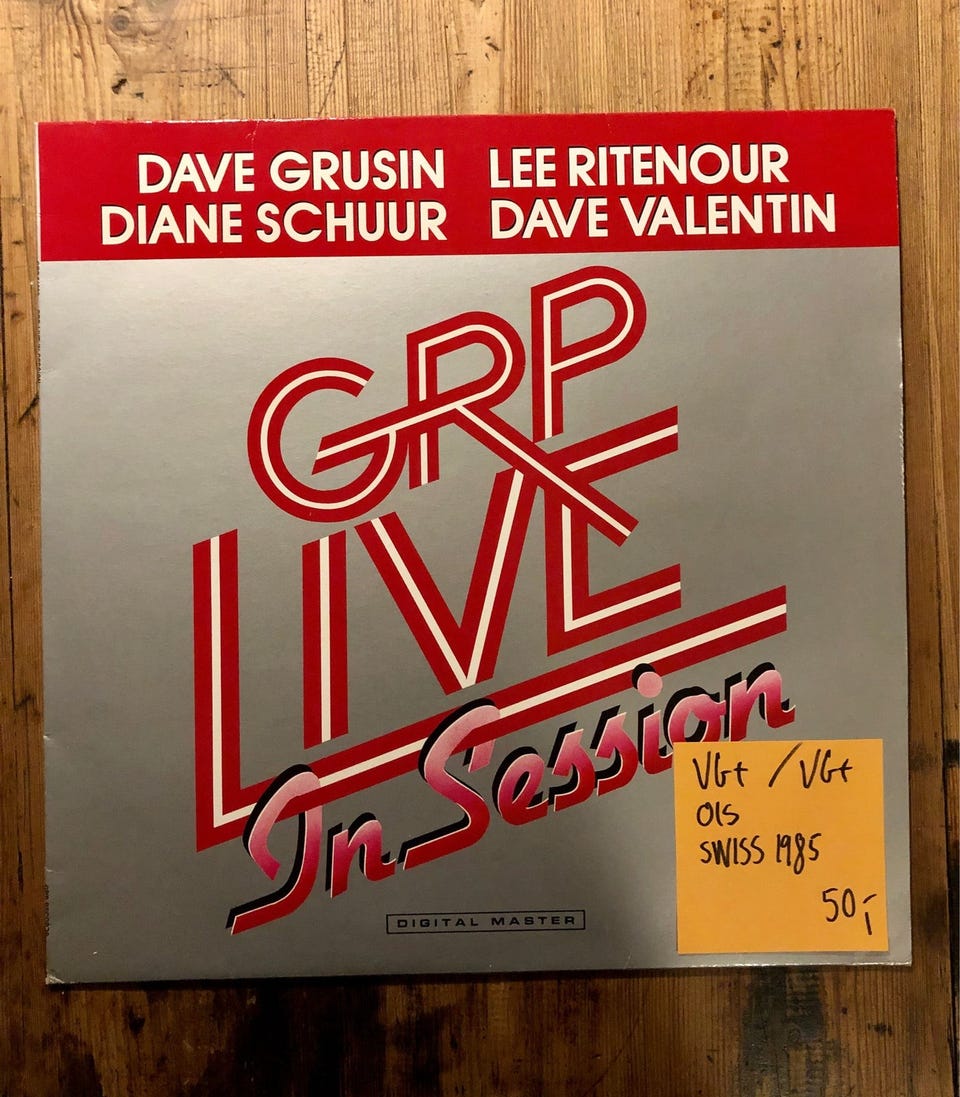 DAVE GRUSIN LEE RITENOUR
DIANE SCHUUR DAVE VALENTIN
GRP
LIVE
In Session
VG+ / VG+
OIS
SWISS 1985
50,-
DIGITAL MASTER